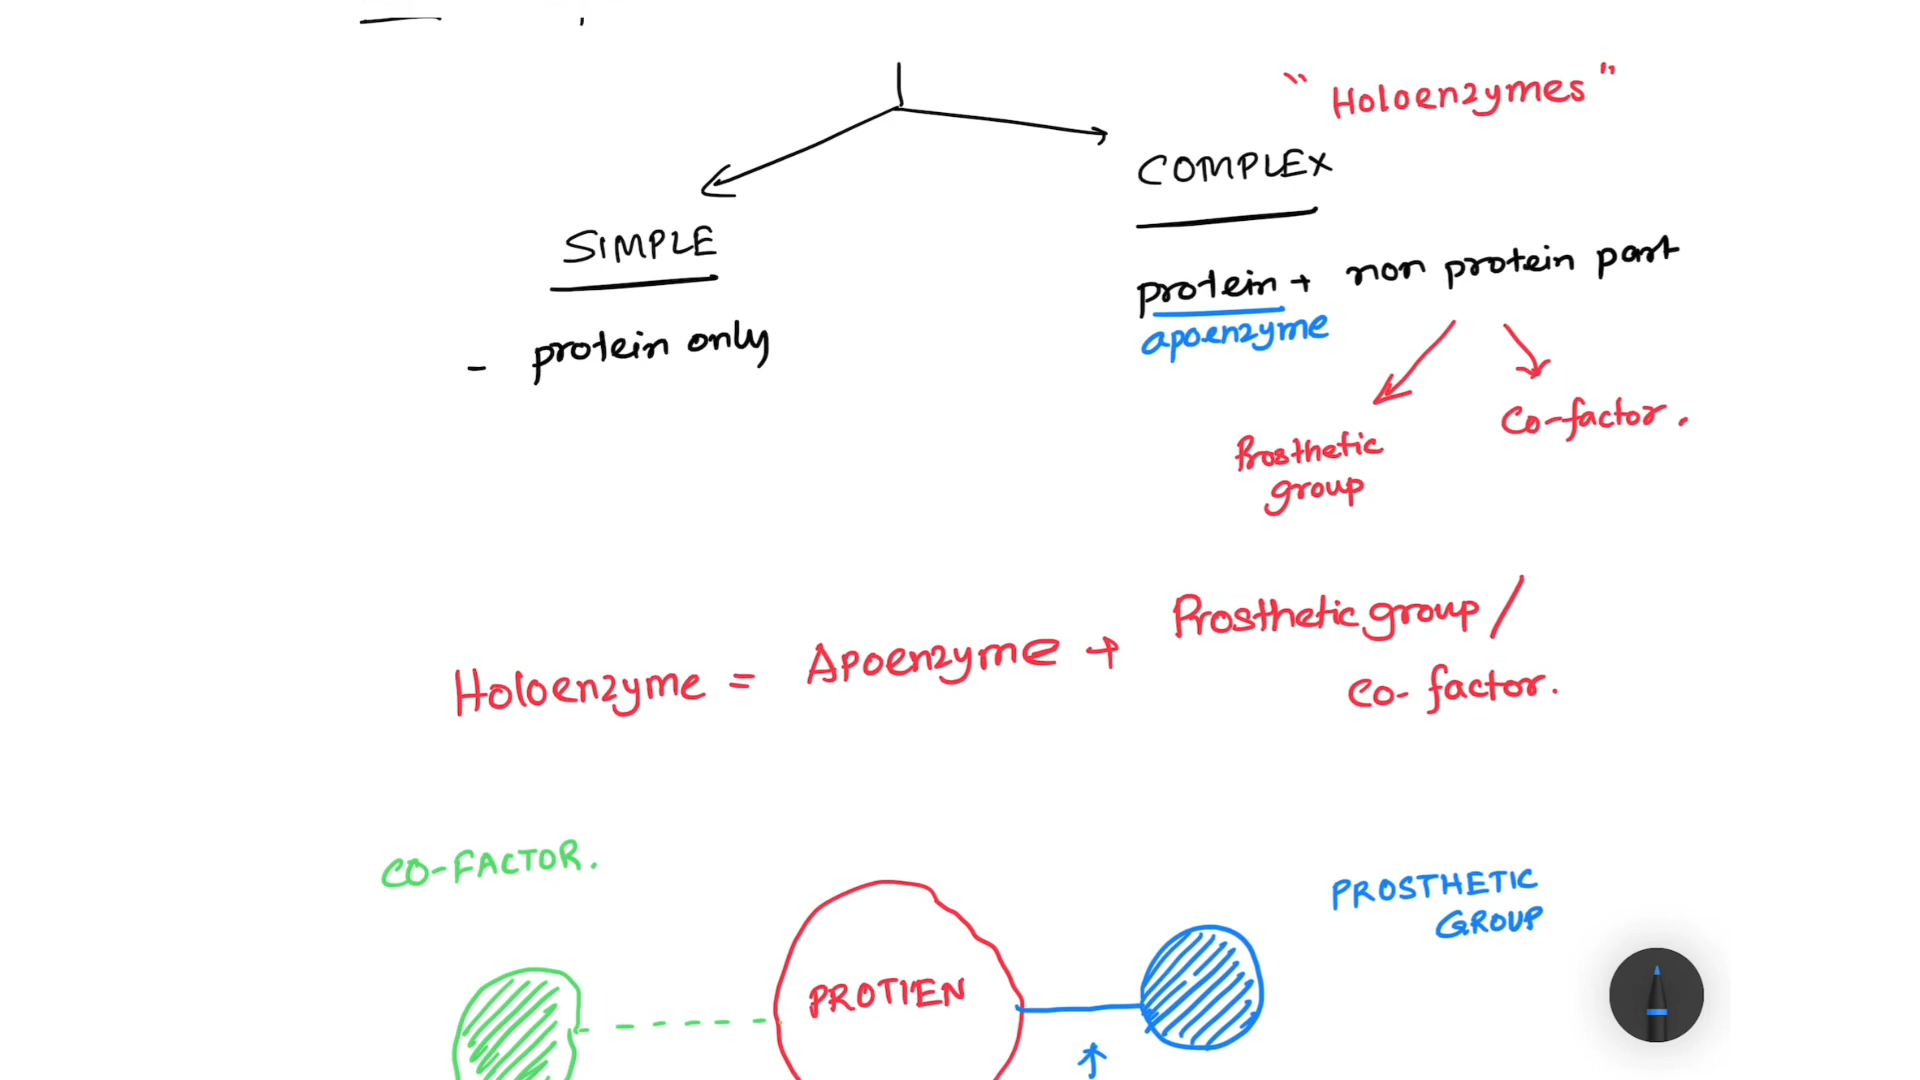 " Holoenzymes "
COMPLEX
SIMPLE
protein + non protein part
apoenzyme
- protein only
Co-factor.
Prosthetic
group
Prosthetic group /
Holoenzyme = Apoenzyme +
co- factor.
CO-FACTOR.
PROSTHETIC
GROUP
PROTIEN